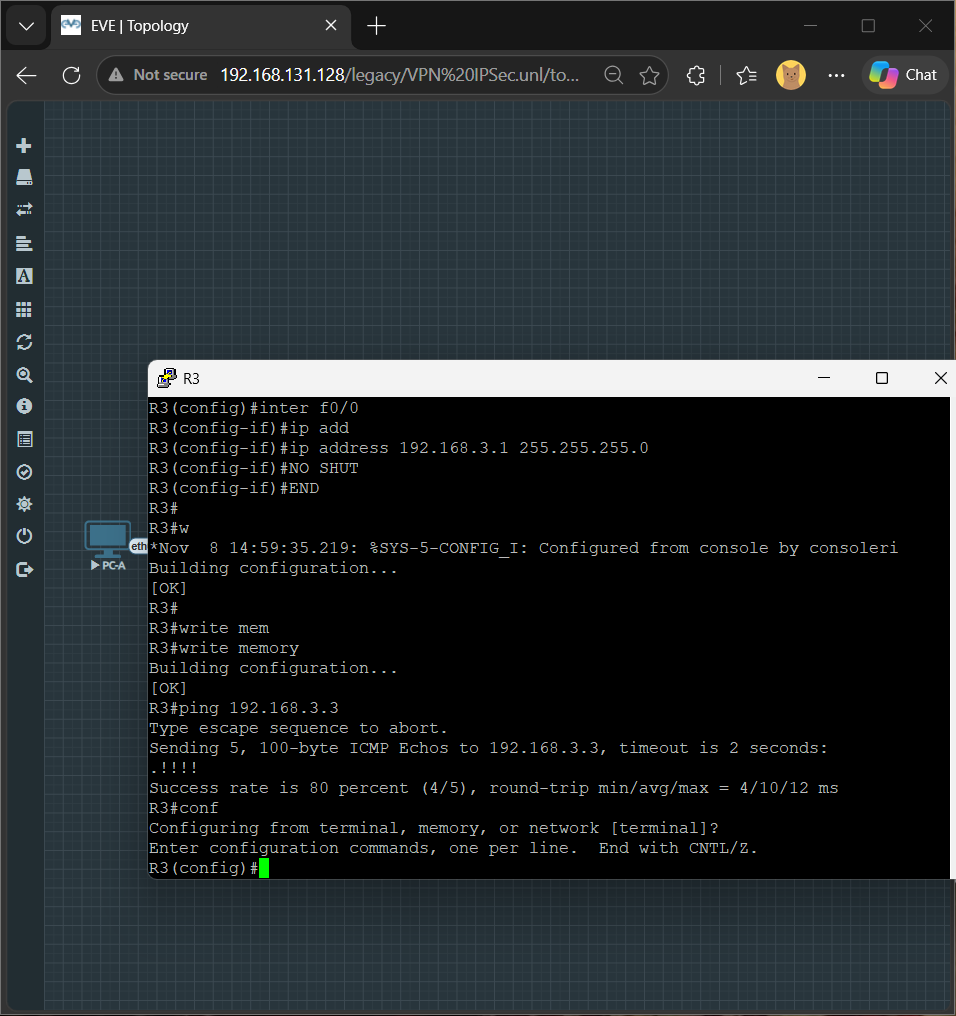 EVE | Topology
Not secure 192.168.131.128/legacy/VPN%20IPSec.unl/to...
Chat
R3
R3(config)#inter f0/0
R3(config-if)#ip add
R3(config-if)#ip address 192.168.3.1 255.255.255.0
R3(config-if)#NO SHUT
R3(config-if)#END
R3#
R3#w
*Nov  8 14:59:35.219: %SYS-5-CONFIG_I: Configured from console by consoleri
Building configuration...
[OK]
R3#
R3#write mem
R3#write memory
Building configuration...
[OK]
R3#ping 192.168.3.3
Type escape sequence to abort.
Sending 5, 100-byte ICMP Echos to 192.168.3.3, timeout is 2 seconds:
.!!!!
Success rate is 80 percent (4/5), round-trip min/avg/max = 4/10/12 ms
R3#conf
Configuring from terminal, memory, or network [terminal]?
Enter configuration commands, one per line.  End with CNTL/Z.
R3(config)#
eth
PC-A